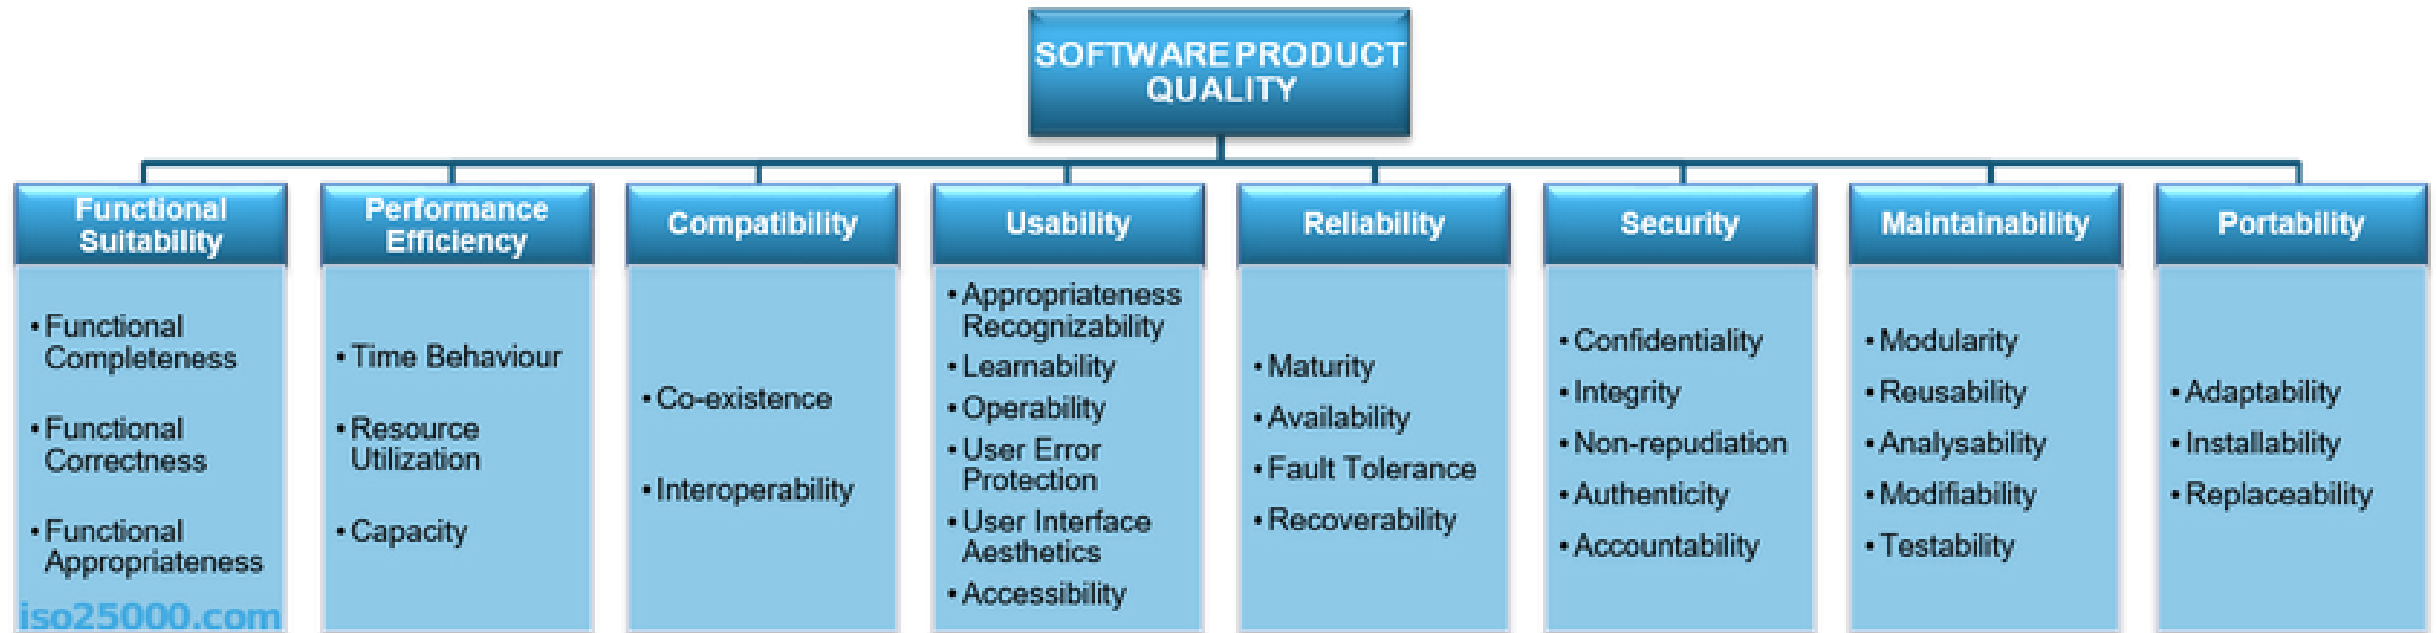 SOFTWARE PRODUCT
QUALITY
Functional
Suitability
• Functional
Completeness
• Functional
Correctness
• Functional
Appropriateness
Performance
Efficiency
• Time Behaviour
• Resource
Utilization
• Capacity
Compatibility
• Co-existence
• Interoperability
Usability
• Appropriateness
Recognizability
• Learnability
• Operability
• User Error
Protection
• User Interface
Aesthetics
• Accessibility
Reliability
• Maturity
• Availability
• Fault Tolerance
• Recoverability
Security
• Confidentiality
• Integrity
• Non-repudiation
• Authenticity
• Accountability
Maintainability
• Modularity
• Reusability
• Analysability
• Modifiability
• Testability
Portability
• Adaptability
• Installability
• Replaceability
iso25000.com